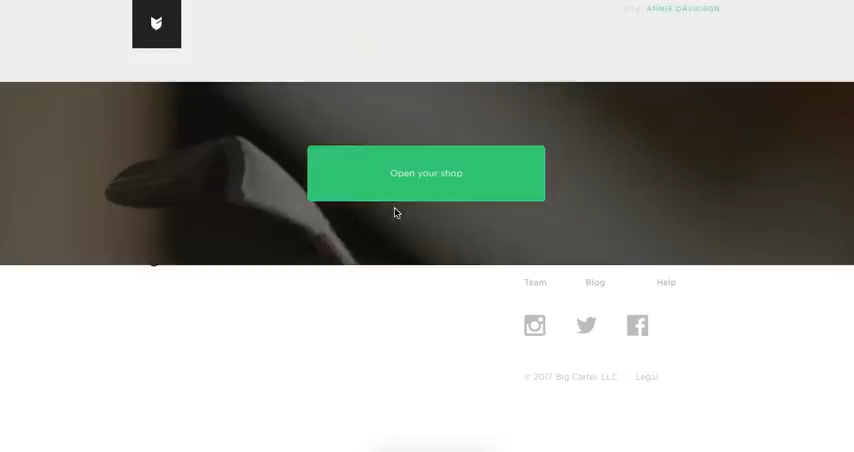 ANNIE DAVIDSON
Open your shop
Team Blog Help
© 2017 Big Cartel, LLC Legal